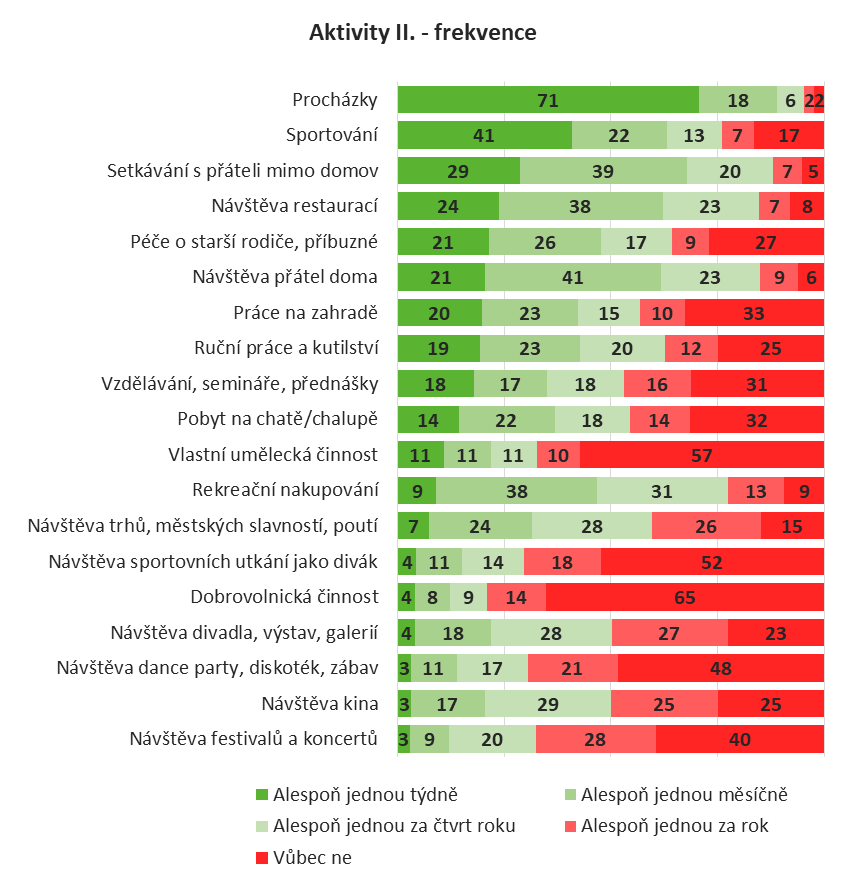 Aktivity II. - frekvence
Procházky 71 18 6 2 2
Sportování 41 22 13 7 17
Setkávání s přáteli mimo domov 29 39 20 7 5
Návštěva restaurací 24 38 23 7 8
Péče o starší rodiče, příbuzné 21 26 17 9 27
Návštěva přátel doma 21 41 23 9 6
Práce na zahradě 20 23 15 10 33
Ruční práce a kutilství 19 23 20 12 25
Vzdělávání, semináře, přednášky 18 17 18 16 31
Pobyt na chatě/chalupě 14 22 18 14 32
Vlastní umělecká činnost 11 11 11 10 57
Rekreační nakupování 9 38 31 13 9
Návštěva trhů, městských slavností, poutí 7 24 28 26 15
Návštěva sportovních utkání jako divák 4 11 14 18 52
Dobrovolnická činnost 4 8 9 14 65
Návštěva divadla, výstav, galerií 4 18 28 27 23
Návštěva dance party, diskoték, zábav 3 11 17 21 48
Návštěva kina 3 17 29 25 25
Návštěva festivalů a koncertů 3 9 20 28 40
Alespoň jednou týdně Alespoň jednou měsíčně
Alespoň jednou za čtvrt roku Alespoň jednou za rok
Vůbec ne